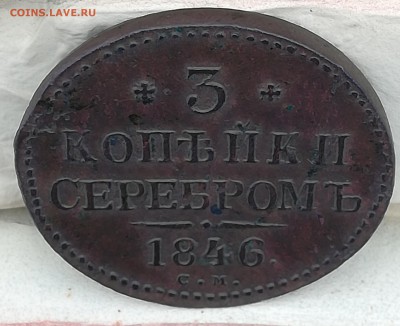 COINS.LAVE.RU
3
КОПѢЙКИ
СЕРЕБРОМЪ
1846.
С.М.